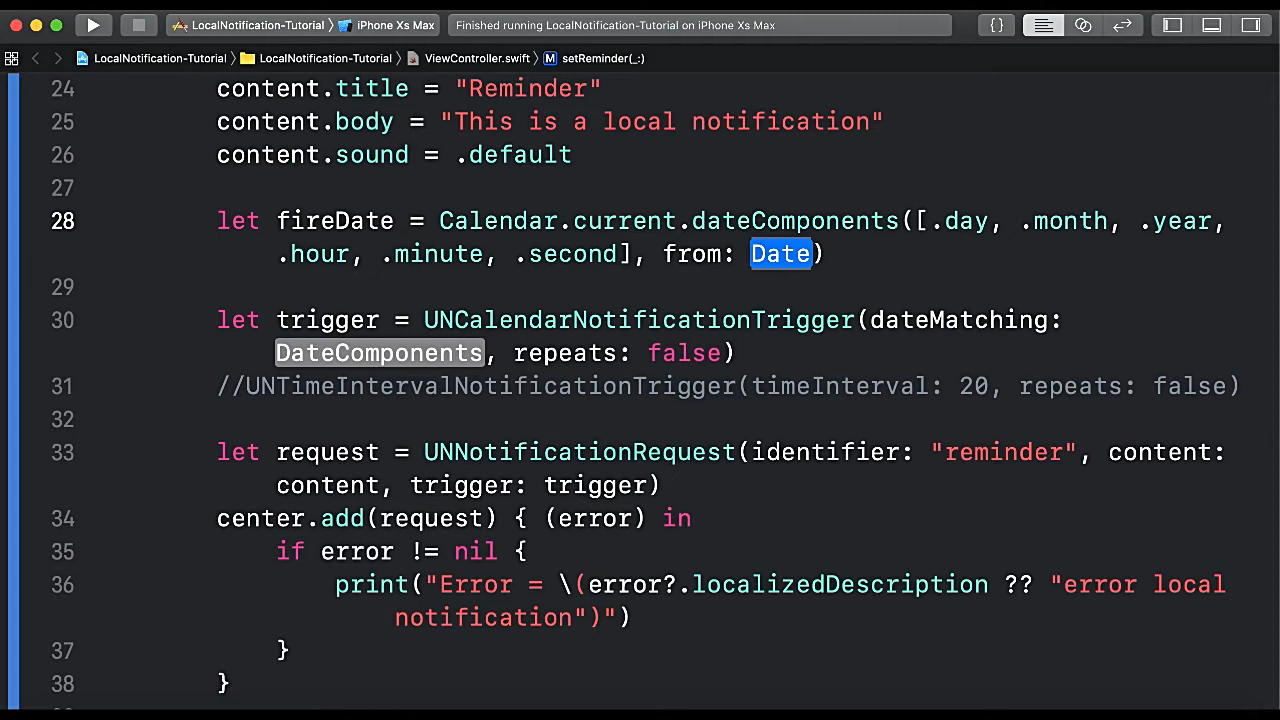 LocalNotification-Tutorial 〉 iPhone Xs Max
Finished running LocalNotification-Tutorial on iPhone Xs Max
{ }
LocalNotification-Tutorial 〉 LocalNotification-Tutorial 〉 ViewController.swift 〉 M setReminder(_:)
24 content.title = "Reminder"
25 content.body = "This is a local notification"
26 content.sound = .default
27
28 let fireDate = Calendar.current.dateComponents([.day, .month, .year,
.hour, .minute, .second], from: Date)
29
30 let trigger = UNCalendarNotificationTrigger(dateMatching:
DateComponents, repeats: false)
31 //UNTimeIntervalNotificationTrigger(timeInterval: 20, repeats: false)
32
33 let request = UNNotificationRequest(identifier: "reminder", content:
content, trigger: trigger)
34 center.add(request) { (error) in
35 if error != nil {
36 print("Error = \(error?.localizedDescription ?? "error local
notification")")
37 }
38 }